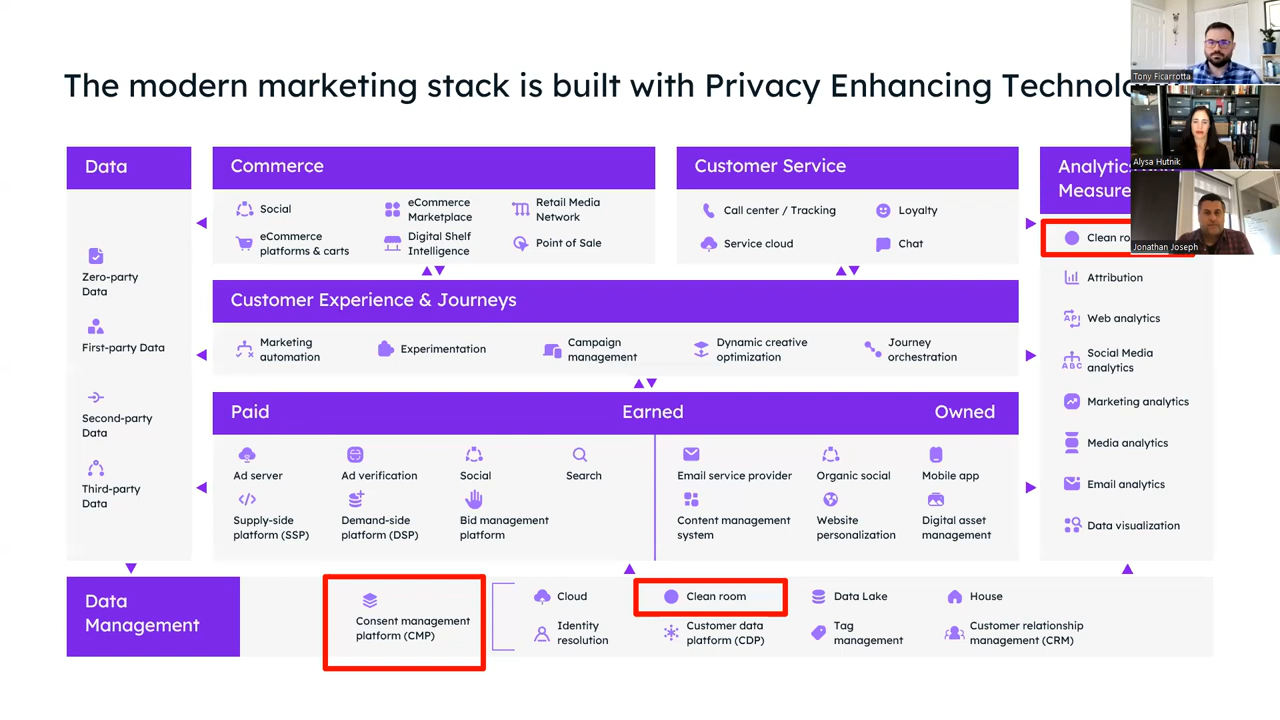 The modern marketing stack is built with Privacy Enhancing
Tony Ficarrotta
Alysa Hutnik
Jonathan Joseph
Data
Zero-party
Data
First-party Data
Second-party
Data
Third-party
Data
Commerce
Social
eCommerce
Marketplace
Retail Media
Network
eCommerce
platforms & carts
Digital Shelf
Intelligence
Point of Sale
Customer Service
Call center / Tracking
Loyalty
Service cloud
Chat
Customer Experience & Journeys
Marketing
automation
Experimentation
Campaign
management
Dynamic creative
optimization
Journey
orchestration
Paid
Earned
Owned
Ad server
Ad verification
Social
Search
Email service provider
Organic social
Mobile app
Supply-side
platform (SSP)
Demand-side
platform (DSP)
Bid management
platform
Content management
system
Website
personalization
Digital asset
management
Analytics
Clean
Attribution
API
Web analytics
ABC
Social Media
analytics
Marketing analytics
Media analytics
Email analytics
Data visualization
Data
Management
Consent management
platform (CMP)
Cloud
Clean room
Data Lake
House
Identity
resolution
Customer data
platform (CDP)
Tag
management
Customer relationship
management (CRM)